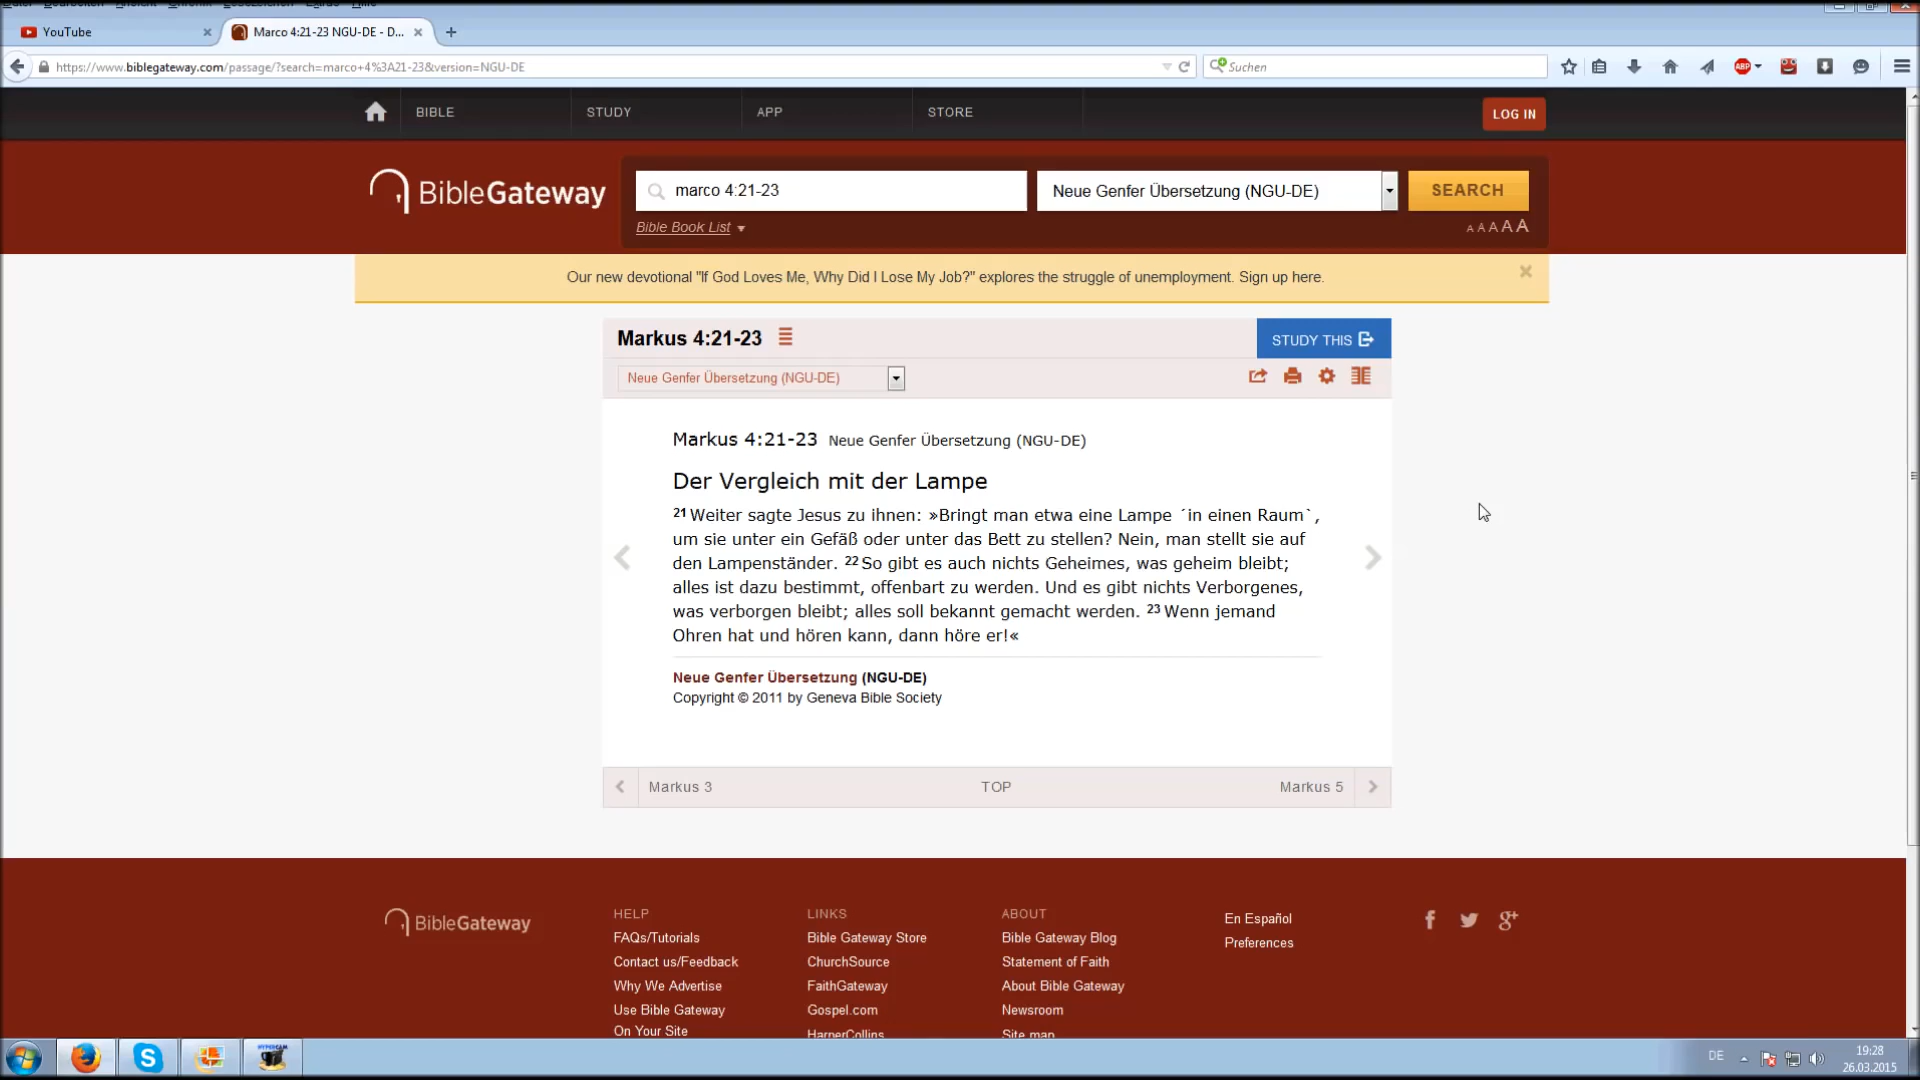 YouTube
Marco 4:21-23 NGU-DE - D...
https://www.biblegateway.com/passage/?search=marco+4%3A21-23&version=NGU-DE
Suchen
ABP
BIBLE
STUDY
APP
STORE
LOG IN
BibleGateway
marco 4:21-23
Neue Genfer Übersetzung (NGU-DE)
SEARCH
Bible Book List
A A A A A
Our new devotional "If God Loves Me, Why Did I Lose My Job?" explores the struggle of unemployment. Sign up here.
Markus 4:21-23
STUDY THIS
Neue Genfer Übersetzung (NGU-DE)
Markus 4:21-23 Neue Genfer Übersetzung (NGU-DE)
Der Vergleich mit der Lampe
21 Weiter sagte Jesus zu ihnen: »Bringt man etwa eine Lampe ´in einen Raum`,
um sie unter ein Gefäß oder unter das Bett zu stellen? Nein, man stellt sie auf
den Lampenständer. 22 So gibt es auch nichts Geheimes, was geheim bleibt;
alles ist dazu bestimmt, offenbart zu werden. Und es gibt nichts Verborgenes,
was verborgen bleibt; alles soll bekannt gemacht werden. 23 Wenn jemand
Ohren hat und hören kann, dann höre er!«
Neue Genfer Übersetzung (NGU-DE)
Copyright © 2011 by Geneva Bible Society
Markus 3
TOP
Markus 5
BibleGateway
HELP
FAQs/Tutorials
Contact us/Feedback
Why We Advertise
Use Bible Gateway
On Your Site
LINKS
Bible Gateway Store
ChurchSource
FaithGateway
Gospel.com
HarperCollins
ABOUT
Bible Gateway Blog
Statement of Faith
About Bible Gateway
Newsroom
Site map
En Español
Preferences
HYPERCAM
DE
19:28
26.03.2015